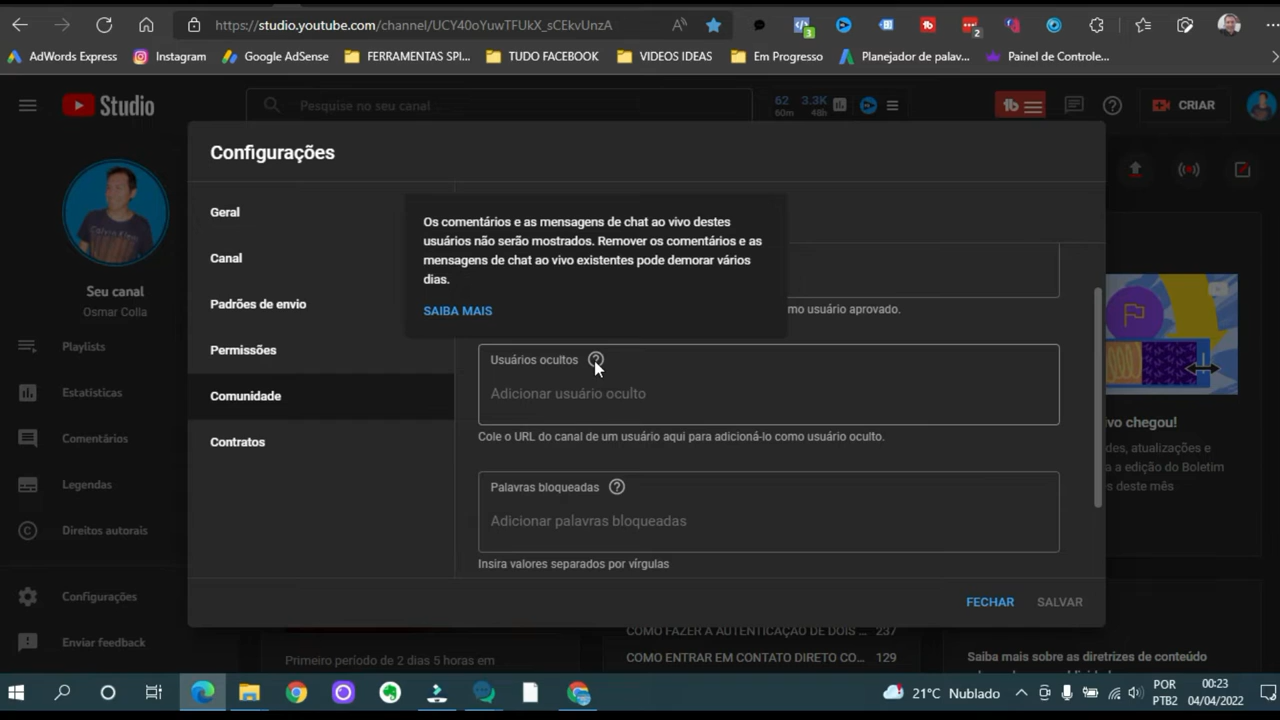 https://studio.youtube.com/channel/UCY40oYuwTFUkX_sCEkvUnzA
3
2
AdWords Express
Instagram
Google AdSense
FERRAMENTAS SPI...
TUDO FACEBOOK
VIDEOS IDEAS
Em Progresso
Planejador de palav...
Painel de Controle...
Studio
Pesquise no seu canal
62
60m
3.3K
48h
CRIAR
Configurações
Geral
Canal
Padrões de envio
Permissões
Comunidade
Contratos
Os comentários e as mensagens de chat ao vivo destes
usuários não serão mostrados. Remover os comentários e as
mensagens de chat ao vivo existentes pode demorar vários
dias.
SAIBA MAIS
mo usuário aprovado.
Usuários ocultos
Adicionar usuário oculto
Cole o URL do canal de um usuário aqui para adicioná-lo como usuário oculto.
Palavras bloqueadas
Adicionar palavras bloqueadas
Insira valores separados por vírgulas
FECHAR
SALVAR
Seu canal
Osmar Colla
Playlists
Estatísticas
Comentários
Legendas
Direitos autorais
Configurações
Enviar feedback
vo chegou!
des, atualizações e
a a edição do Boletim
s deste mês
Primeiro período de 2 dias 5 horas em
COMO FAZER A AUTENTICAÇÃO DE DOIS ... 237
COMO ENTRAR EM CONTATO DIRETO CO... 129
Saiba mais sobre as diretrizes de conteúdo
21°C Nublado
POR
PTB2
00:23
04/04/2022